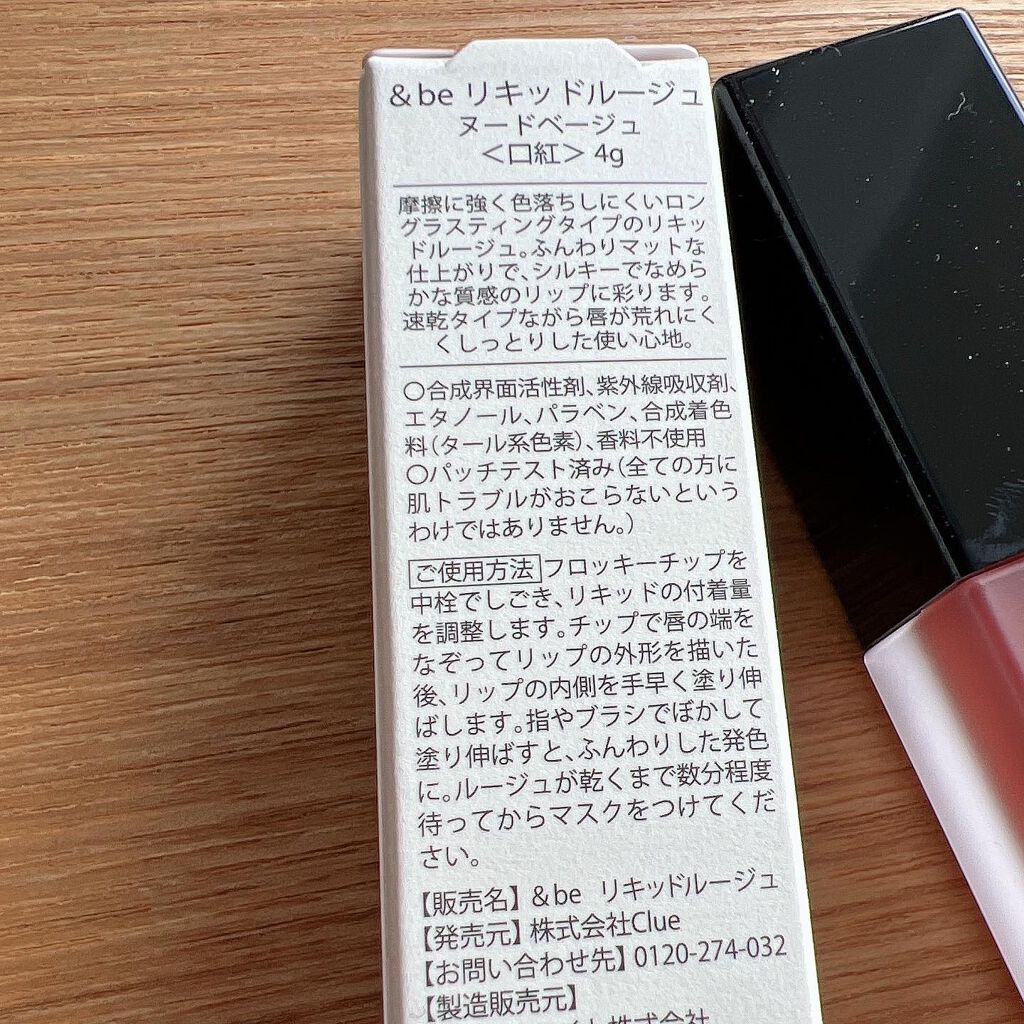 &be リキッドルージュ
ヌードベージュ
＜口紅＞ 4g
摩擦に強く色落ちしにくいロン
グラスティングタイプのリキッ
ドルージュ。ふんわりマットな
仕上がりで、シルキーでなめら
かな質感のリップに彩ります。
速乾タイプながら唇が荒れにく
くしっとりした使い心地。
〇合成界面活性剤、紫外線吸収剤、
エタノール、パラベン、合成着色
料（タール系色素）、香料不使用
〇パッチテスト済み（全ての方に
肌トラブルがおこらないという
わけではありません。）
ご使用方法 フロッキーチップを
中栓でしごき、リキッドの付着量
を調整します。チップで唇の端を
なぞってリップの外形を描いた
後、リップの内側を手早く塗り伸
ばします。指やブラシでぼかして
塗り伸ばすと、ふんわりした発色
に。ルージュが乾くまで数分程度
待ってからマスクをつけてくだ
さい。
【販売名】 &be リキッドルージュ
【発売元】 株式会社Clue
【お問い合わせ先】 0120-274-032
【製造販売元】
株式会社